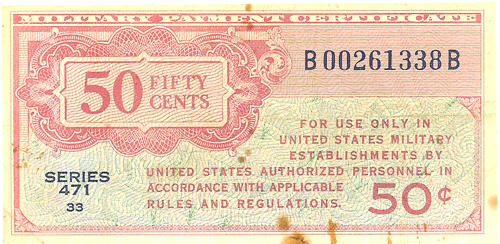 MILITARY PAYMENT CERTIFICATE
50 FIFTY CENTS
B00261338B
FOR USE ONLY IN
UNITED STATES MILITARY
ESTABLISHMENTS BY
UNITED STATES AUTHORIZED PERSONNEL IN
ACCORDANCE WITH APPLICABLE
RULES AND REGULATIONS.
SERIES
471
33
50¢